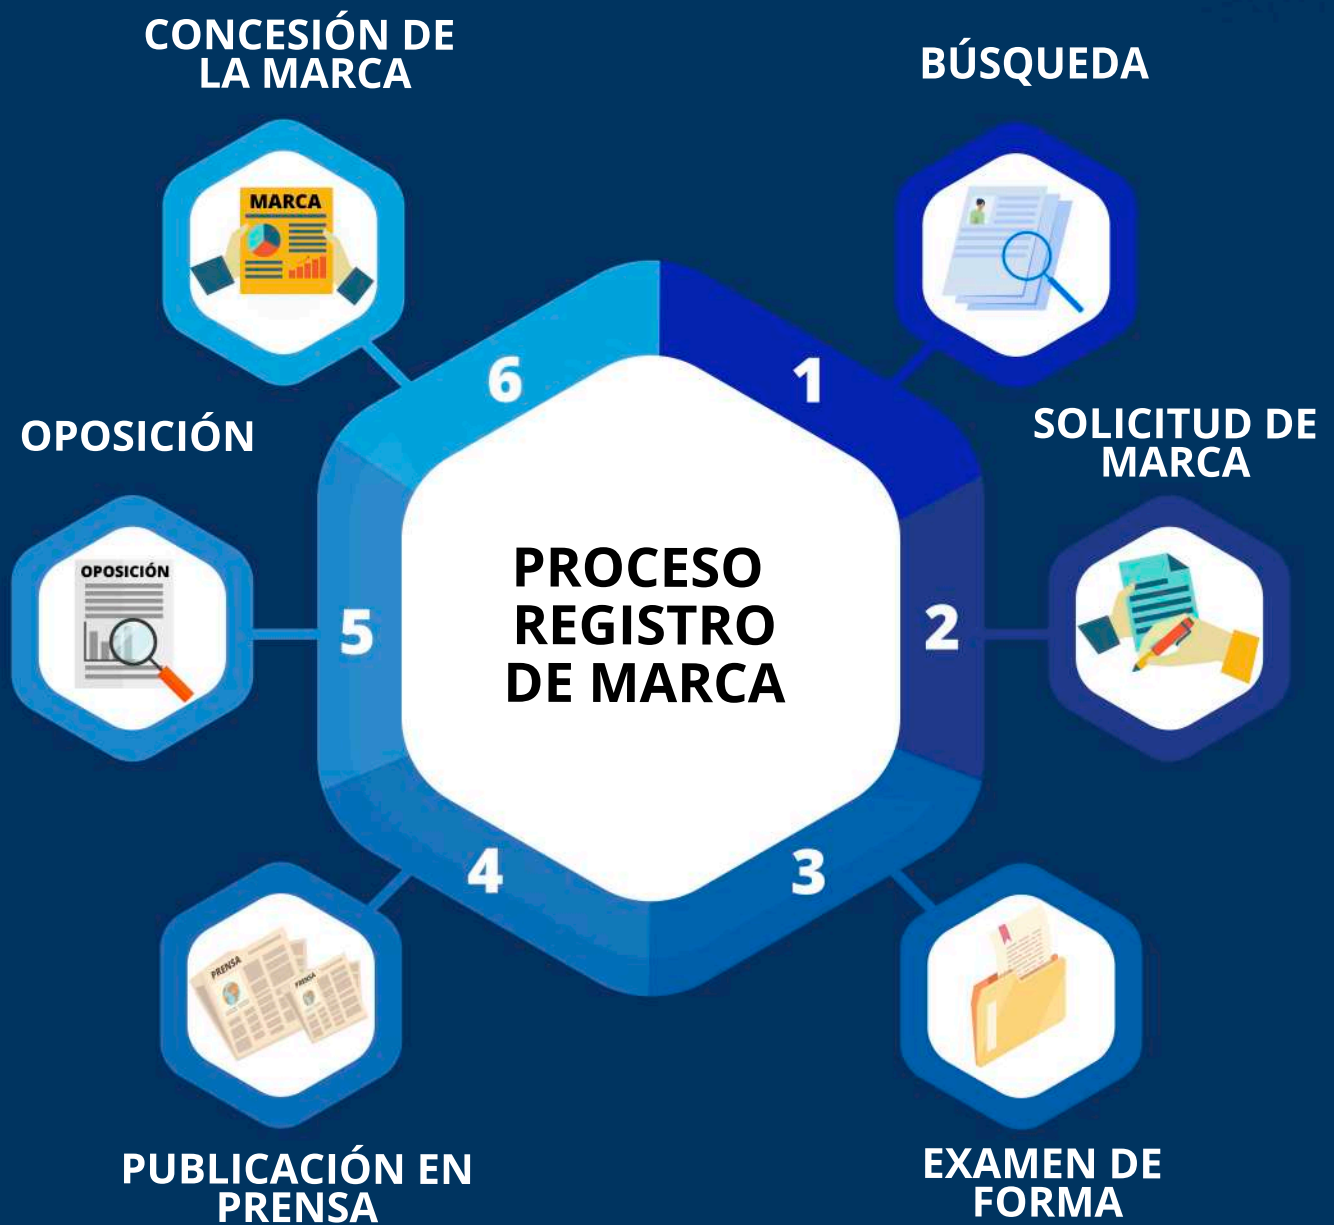 CONCESIÓN DE
LA MARCA
BÚSQUEDA
MARCA
6
1
OPOSICIÓN
SOLICITUD DE
MARCA
OPOSICIÓN
PROCESO
REGISTRO
DE MARCA
5
2
4
3
PRENSA
PRENSA
PUBLICACIÓN EN
PRENSA
EXAMEN DE
FORMA